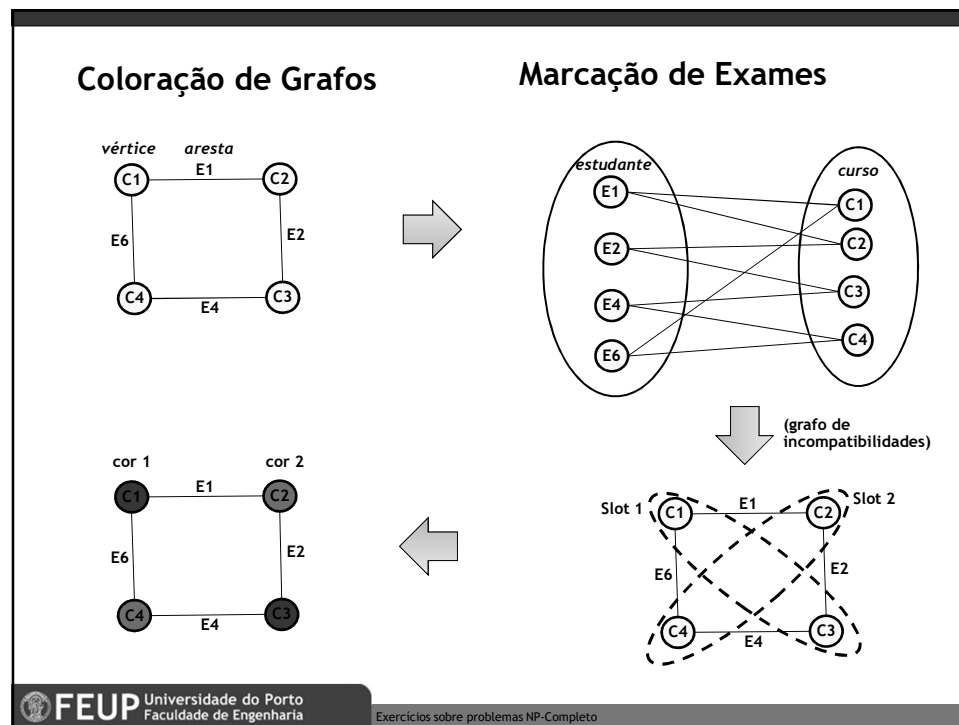 Coloração de Grafos
Marcação de Exames
vértice aresta
C1 E1 C2
E6 E2
C4 E4 C3
estudante
E1
E2
E4
E6
curso
C1
C2
C3
C4
(grafo de
incompatibilidades)
cor 1 cor 2
C1 E1 C2
E6 E2
C4 E4 C3
Slot 1 C1 E1 C2 Slot 2
E6 E2
C4 E4 C3
FEUP Universidade do Porto
Faculdade de Engenharia
Exercícios sobre problemas NP-Completo